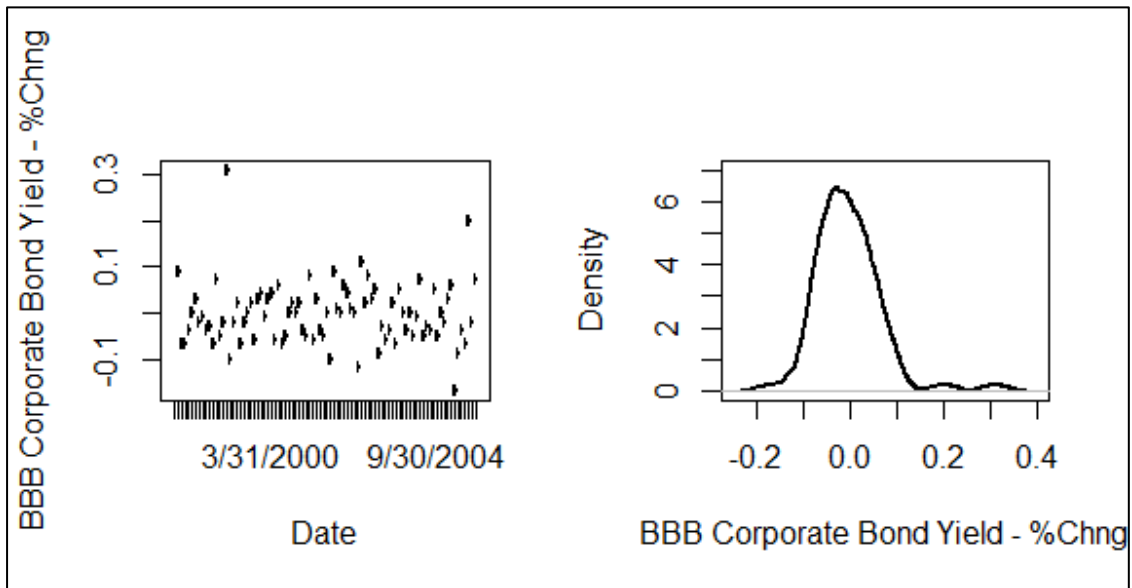 BBB Corporate Bond Yield - %Chng
0.3
0.1
-0.1
3/31/2000 9/30/2004
Date
Density
6
4
2
0
-0.2 0.0 0.2 0.4
BBB Corporate Bond Yield - %Chng